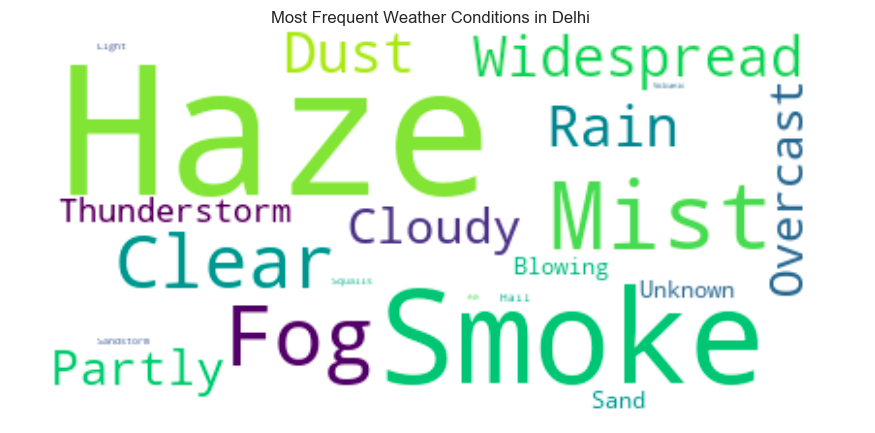 Most Frequent Weather Conditions in Delhi
Light
Dust
Widespread
Haze
Volcanic
Rain
Overcast
Thunderstorm
Cloudy
Mist
Clear
Blowing
Squalls
Unknown
Hail
Fog
Smoke
Sandstorm
Partly
Sand